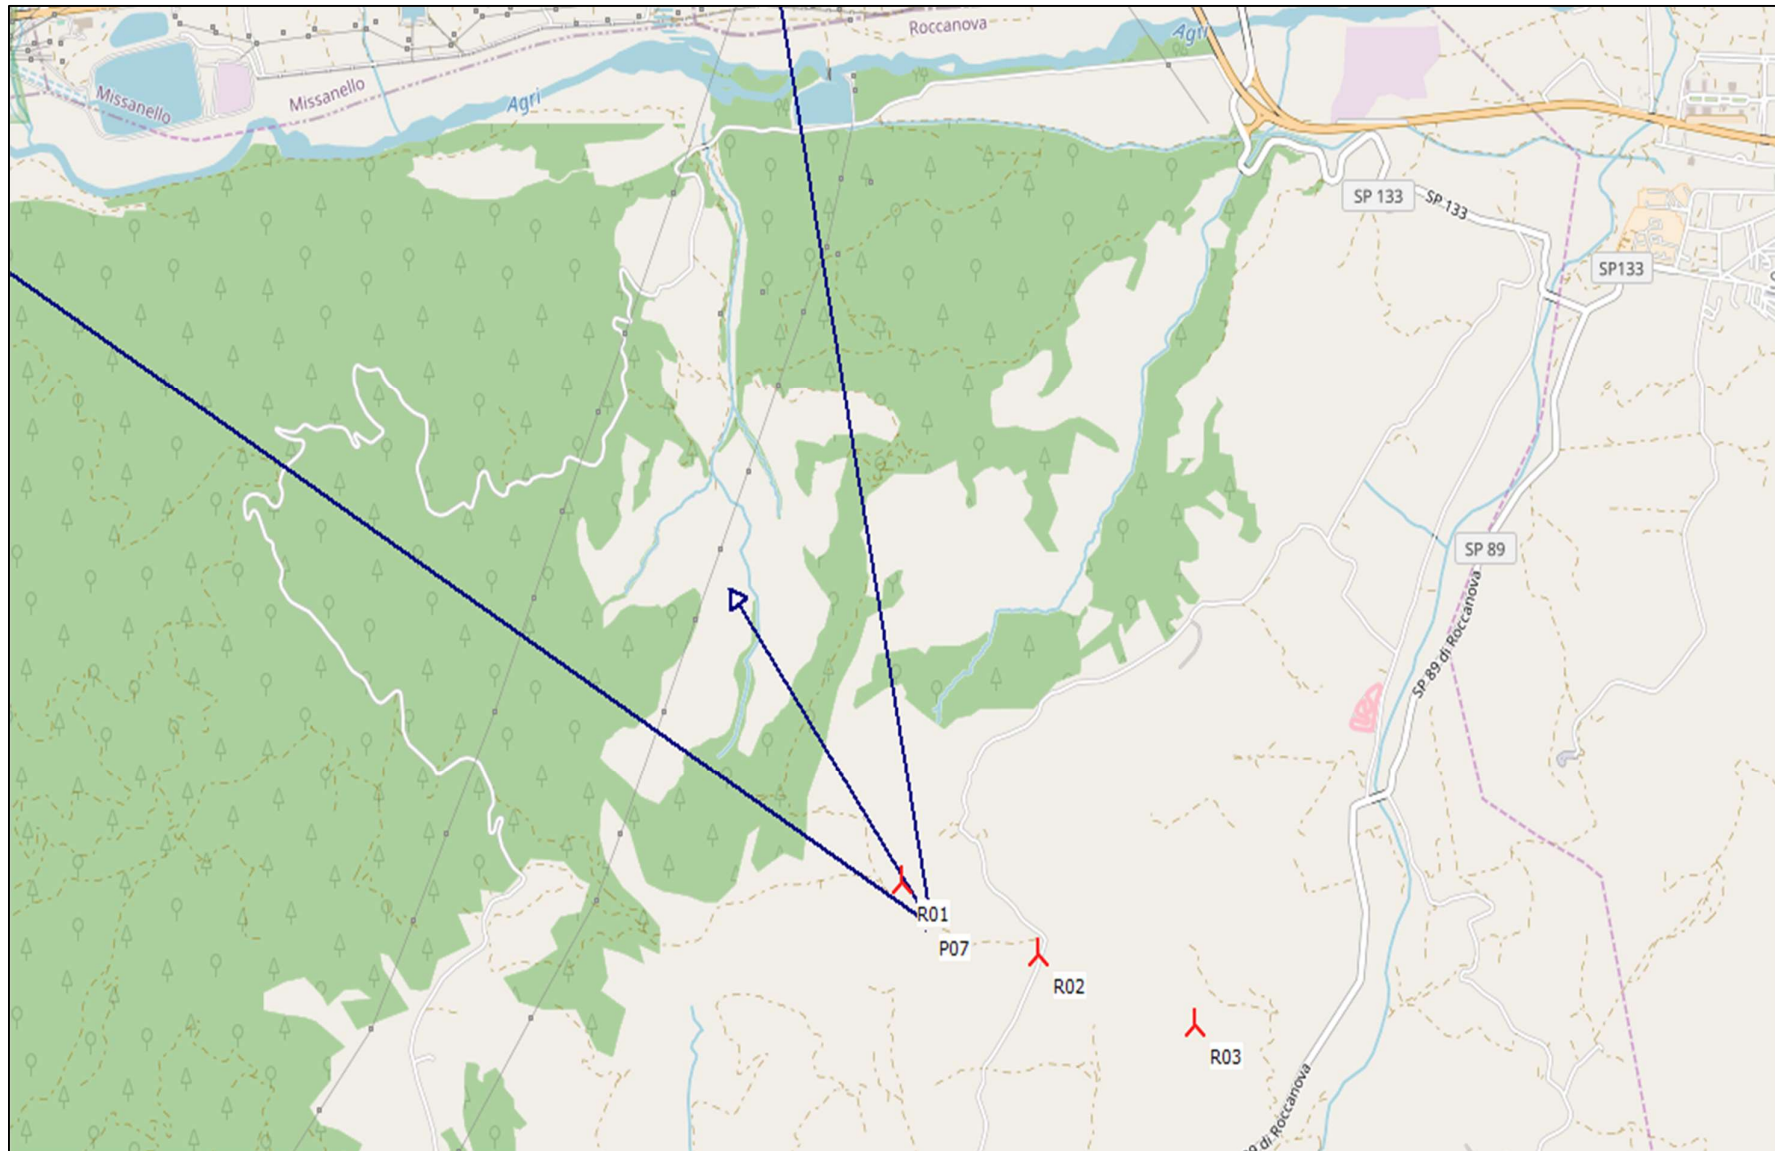 Roccanova
Agri
Missanello
Missanello
Agri
SP 133
SP 133
SP133
SP 89
SP 89 di Roccanova
R01
P07
R02
R03
9 di Roccanova